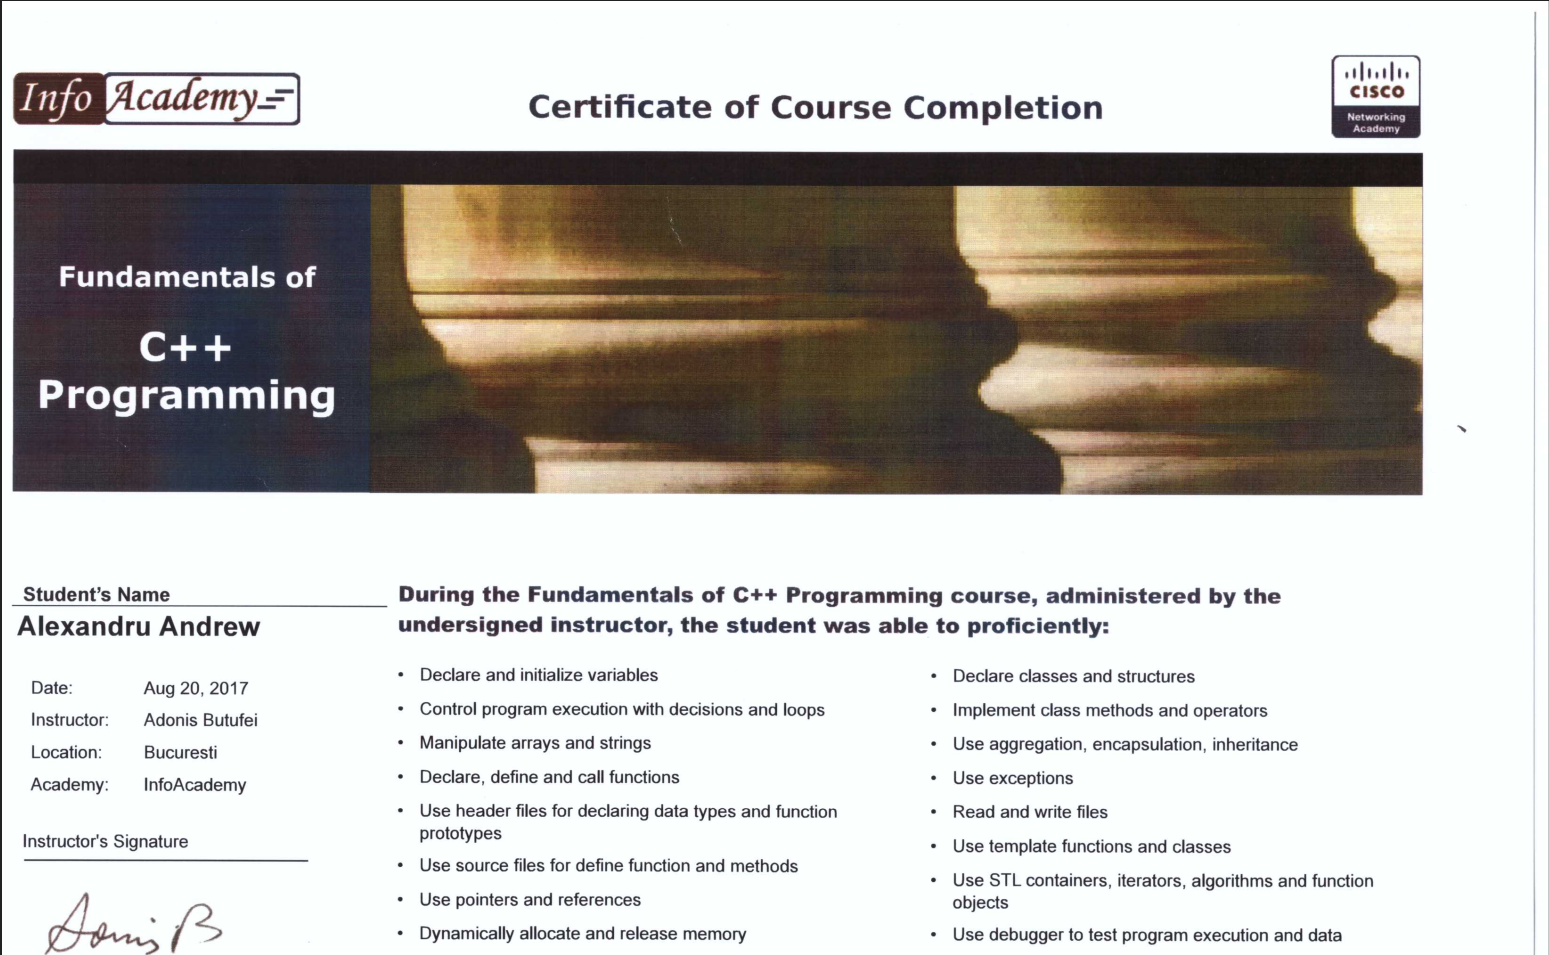 Info Academy
Certificate of Course Completion
CISCO
Networking
Academy
Fundamentals of
C++
Programming
Student's Name
Alexandru Andrew
Date: Aug 20, 2017
Instructor: Adonis Butufei
Location: Bucuresti
Academy: InfoAcademy
Instructor's Signature
Adonis B
During the Fundamentals of C++ Programming course, administered by the
undersigned instructor, the student was able to proficiently:
• Declare and initialize variables
• Control program execution with decisions and loops
• Manipulate arrays and strings
• Declare, define and call functions
• Use header files for declaring data types and function
prototypes
• Use source files for define function and methods
• Use pointers and references
• Dynamically allocate and release memory
• Declare classes and structures
• Implement class methods and operators
• Use aggregation, encapsulation, inheritance
• Use exceptions
• Read and write files
• Use template functions and classes
• Use STL containers, iterators, algorithms and function
objects
• Use debugger to test program execution and data